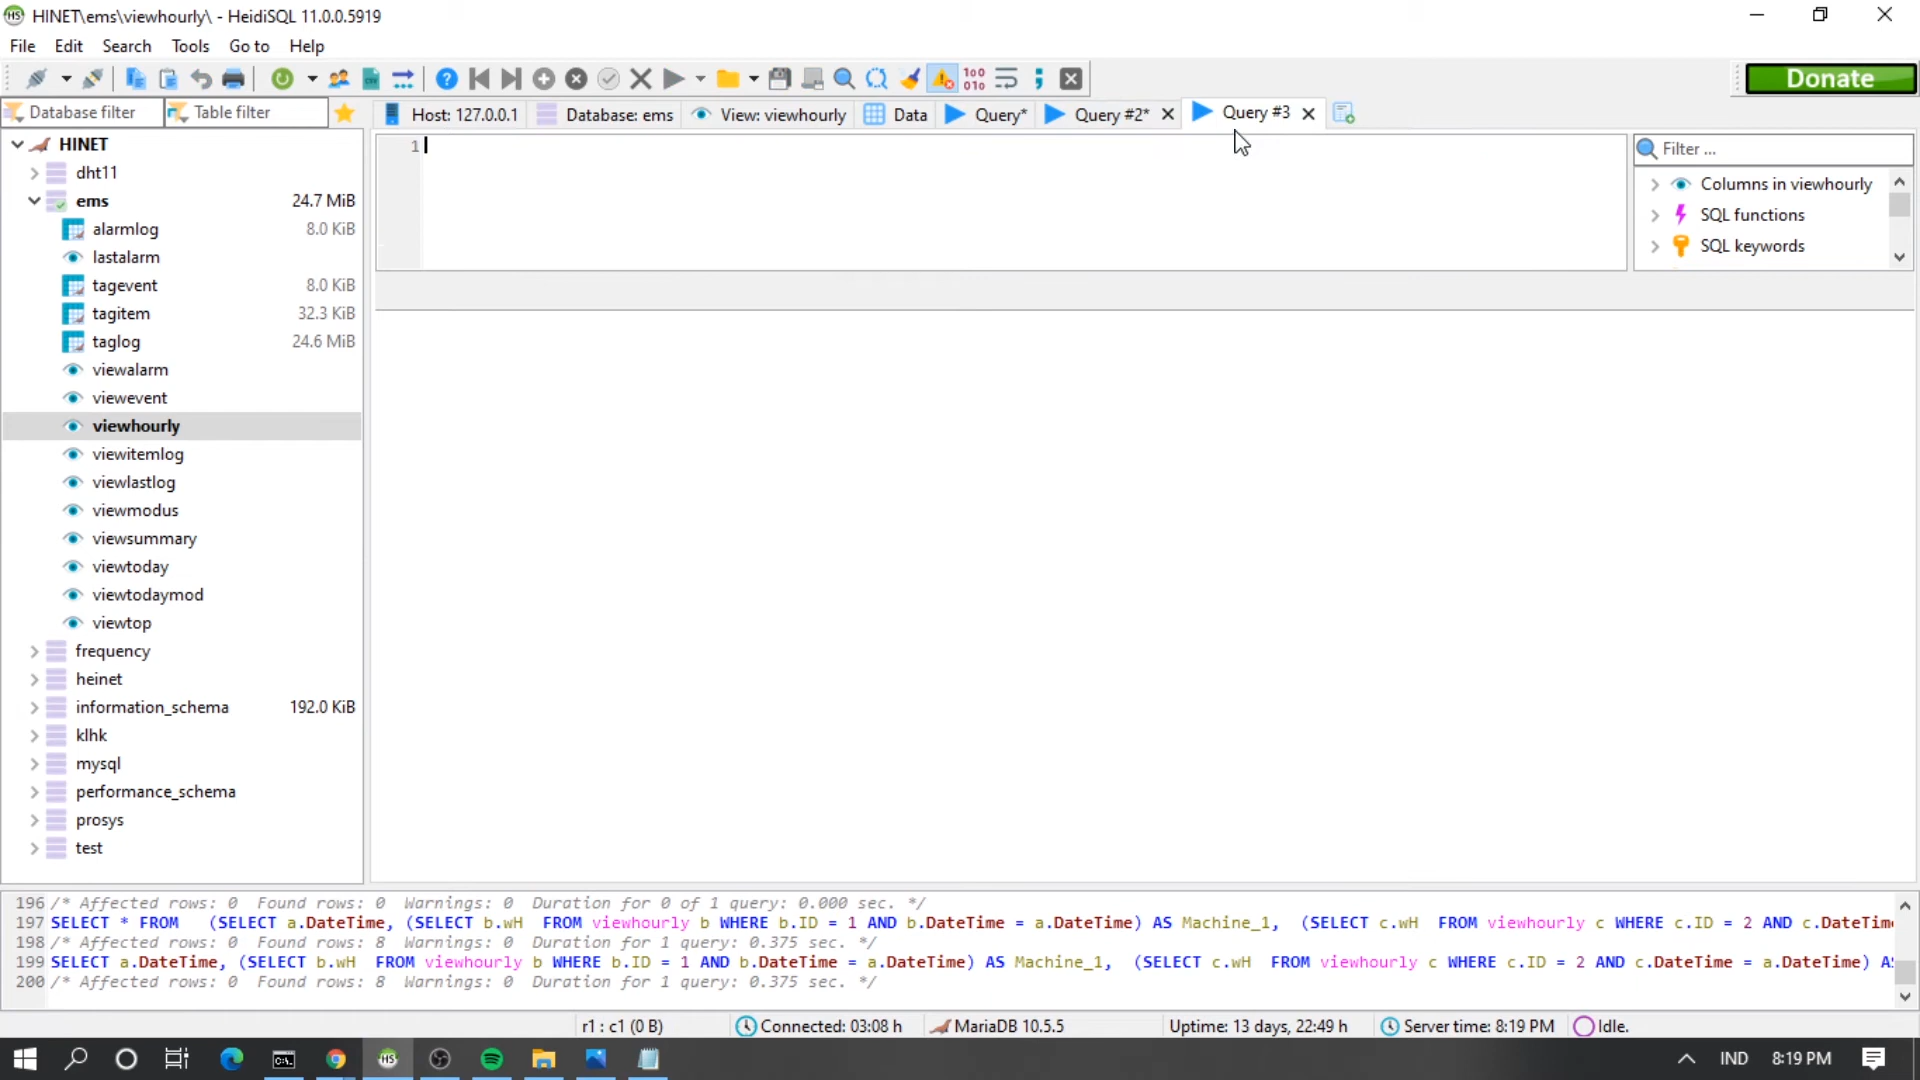 HINET\ems\viewhourly\ - HeidiSQL 11.0.0.5919
File Edit Search Tools Go to Help
Donate
Database filter Table filter Host: 127.0.0.1 Database: ems View: viewhourly Data Query* Query #2* Query #3
1
Filter ...
Columns in viewhourly
SQL functions
SQL keywords
HINET
dht11
ems 24.7 MiB
alarmlog 8.0 KiB
lastalarm
tagevent 8.0 KiB
tagitem 32.3 KiB
taglog 24.6 MiB
viewalarm
viewevent
viewhourly
viewitemlog
viewlastlog
viewmodus
viewsummary
viewtoday
viewtodaymod
viewtop
frequency
heinet
information_schema 192.0 KiB
klhk
mysql
performance_schema
prosys
test
196 /* Affected rows: 0 Found rows: 0 Warnings: 0 Duration for 0 of 1 query: 0.000 sec. */
197 SELECT * FROM (SELECT a.DateTime, (SELECT b.wH FROM viewhourly b WHERE b.ID = 1 AND b.DateTime = a.DateTime) AS Machine_1, (SELECT c.wH FROM viewhourly c WHERE c.ID = 2 AND c.DateTim
198 /* Affected rows: 0 Found rows: 8 Warnings: 0 Duration for 1 query: 0.375 sec. */
199 SELECT a.DateTime, (SELECT b.wH FROM viewhourly b WHERE b.ID = 1 AND b.DateTime = a.DateTime) AS Machine_1, (SELECT c.wH FROM viewhourly c WHERE c.ID = 2 AND c.DateTime = a.DateTime) A
200 /* Affected rows: 0 Found rows: 8 Warnings: 0 Duration for 1 query: 0.375 sec. */
r1 : c1 (0 B) Connected: 03:08 h MariaDB 10.5.5 Uptime: 13 days, 22:49 h Server time: 8:19 PM Idle.
IND 8:19 PM